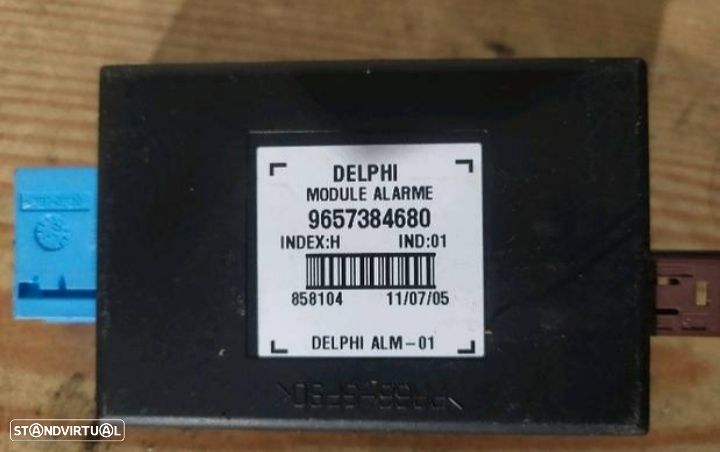 DELPHI
MODULE ALARME
9657384680
INDEX:H IND:01
858104 11/07/05
DELPHI ALM-01
STANDVIRTUAL